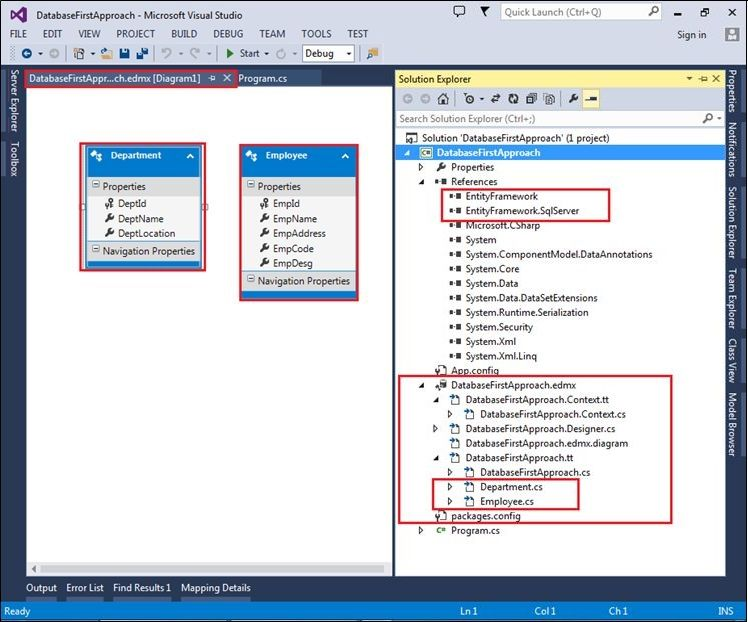 DatabaseFirstApproach - Microsoft Visual Studio
Quick Launch (Ctrl+Q)
FILE EDIT VIEW PROJECT BUILD DEBUG TEAM TOOLS TEST
Sign in
Start Debug
DatabaseFirstAppr...ch.edmx [Diagram1] Program.cs
Server Explorer
Toolbox
Department
Properties
DeptId
DeptName
DeptLocation
Navigation Properties
Employee
Properties
EmpId
EmpName
EmpAddress
EmpCode
EmpDesg
Navigation Properties
Solution Explorer
Search Solution Explorer (Ctrl+;)
Solution 'DatabaseFirstApproach' (1 project)
DatabaseFirstApproach
Properties
References
EntityFramework
EntityFramework.SqlServer
Microsoft.CSharp
System
System.ComponentModel.DataAnnotations
System.Core
System.Data
System.Data.DataSetExtensions
System.Runtime.Serialization
System.Security
System.Xml
System.Xml.Linq
App.config
DatabaseFirstApproach.edmx
DatabaseFirstApproach.Context.tt
DatabaseFirstApproach.Context.cs
DatabaseFirstApproach.Designer.cs
DatabaseFirstApproach.edmx.diagram
DatabaseFirstApproach.tt
DatabaseFirstApproach.cs
Department.cs
Employee.cs
packages.config
C# Program.cs
Properties
Notifications
Solution Explorer
Team Explorer
Class View
Model Browser
Output Error List Find Results 1 Mapping Details
Ready Ln 1 Col 1 Ch 1 INS